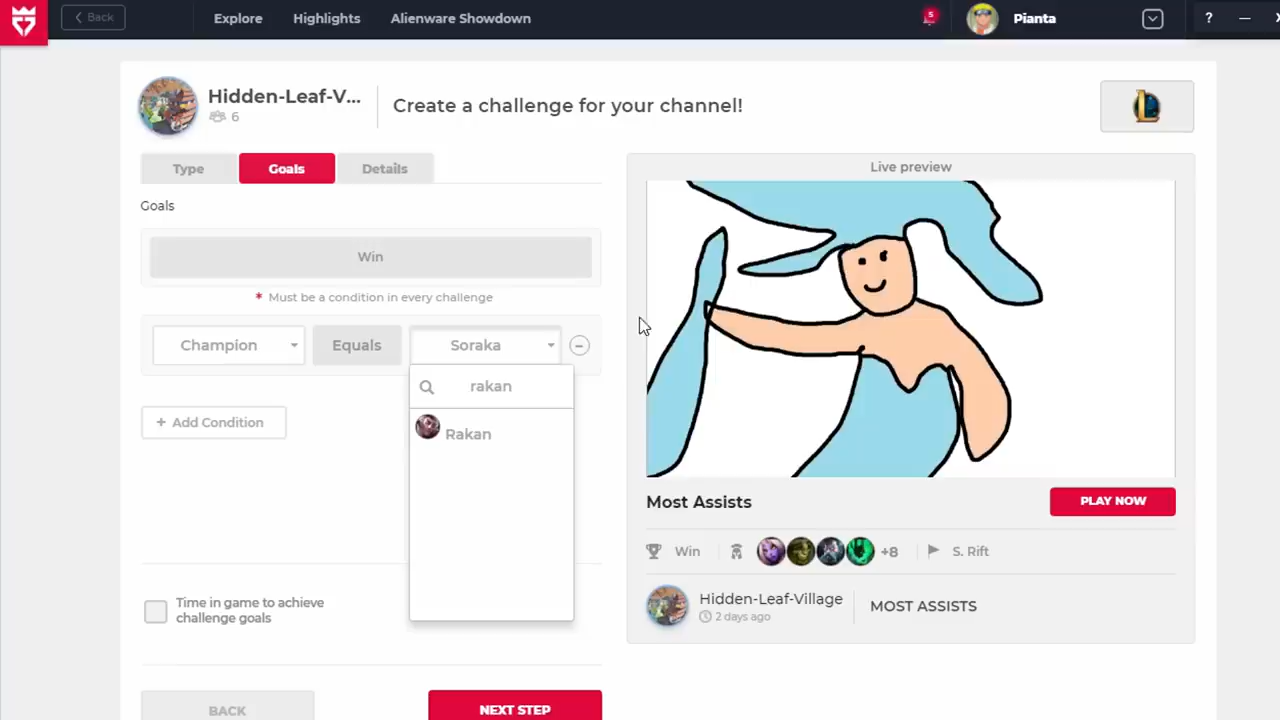 Back
Explore
Highlights
Alienware Showdown
5
Pianta
?
Hidden-Leaf-V...
6
Create a challenge for your channel!
Type
Goals
Details
Goals
Win
* Must be a condition in every challenge
Champion
Equals
Soraka
rakan
Rakan
+ Add Condition
Time in game to achieve
challenge goals
BACK
NEXT STEP
Live preview
Most Assists
PLAY NOW
Win
+8
S. Rift
Hidden-Leaf-Village
2 days ago
MOST ASSISTS